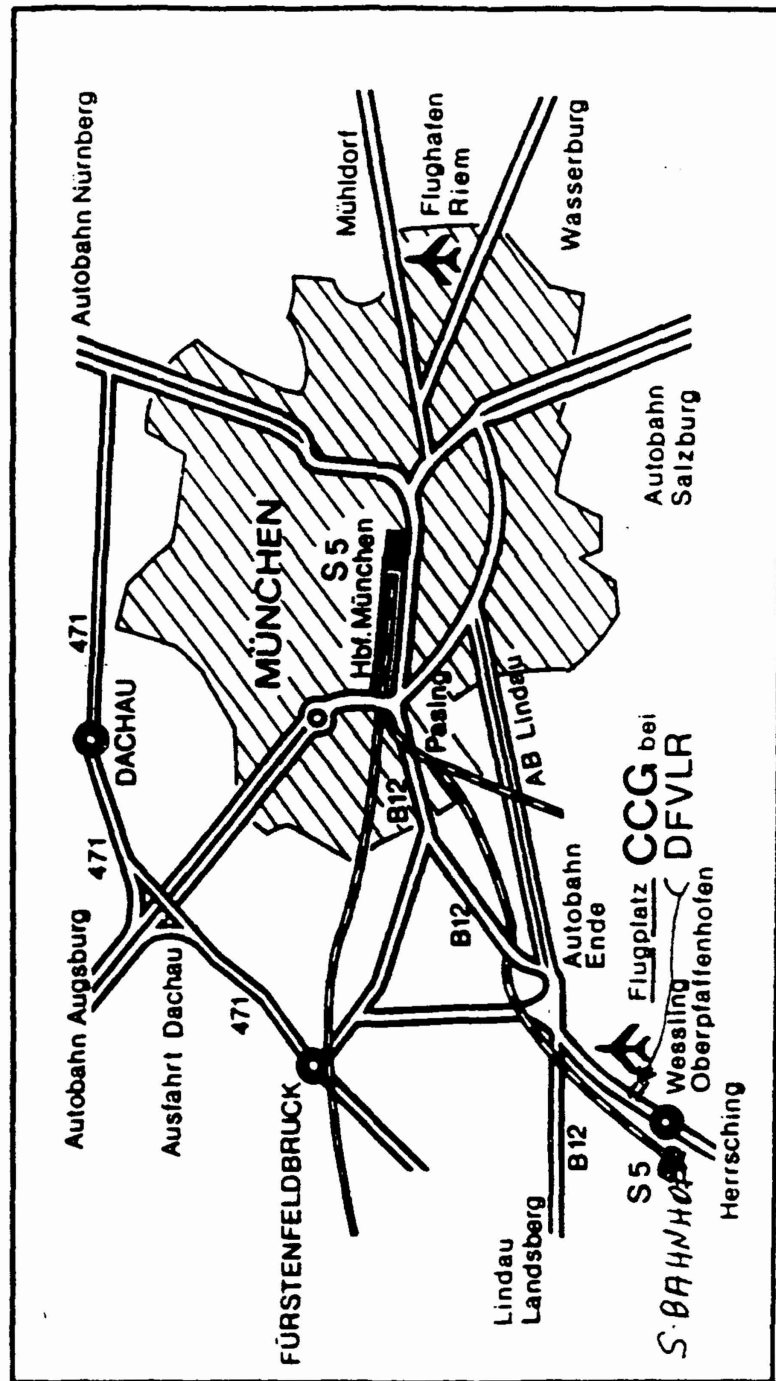 Autobahn Nürnberg
471
DACHAU
471
Autobahn Augsburg
Ausfahrt Dachau
471
FÜRSTENFELDBRUCK
MÜNCHEN
S 5
Hbf. München
Mühldorf
Flughafen
Riem
Wasserburg
Autobahn
Salzburg
Pasing
B12
B12
AB Lindau
Autobahn
Ende
Lindau
Landsberg
B12
Flugplatz
CCG bei
DFVLR
Wessling
Oberpfaffenhofen
S 5
S-BAHNHOF
Herrsching